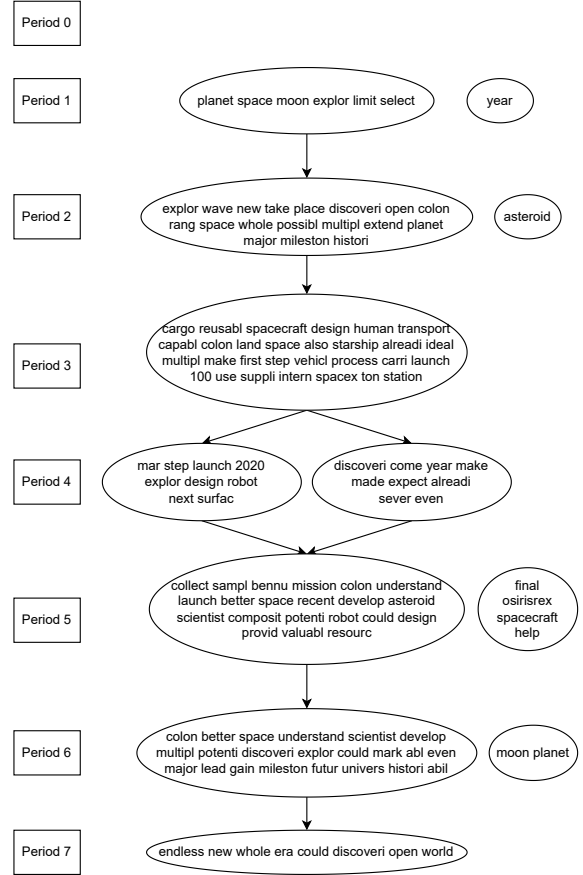 Period 0
Period 1
planet space moon explor limit select
year
Period 2
explor wave new take place discoveri open colon
rang space whole possibl multipl extend planet
major mileston histori
asteroid
Period 3
cargo reusabl spacecraft design human transport
capabl colon land space also starship alreadi ideal
multipl make first step vehicl process carri launch
100 use suppli intern spacex ton station
Period 4
mar step launch 2020
explor design robot
next surfac
discoveri come year make
made expect alreadi
sever even
Period 5
collect sampl bennu mission colon understand
launch better space recent develop asteroid
scientist composit potenti robot could design
provid valuabl resourc
final
osirisrex
spacecraft
help
Period 6
colon better space understand scientist develop
multipl potenti discoveri explor could mark abl even
major lead gain mileston futur univers histori abil
moon planet
Period 7
endless new whole era could discoveri open world